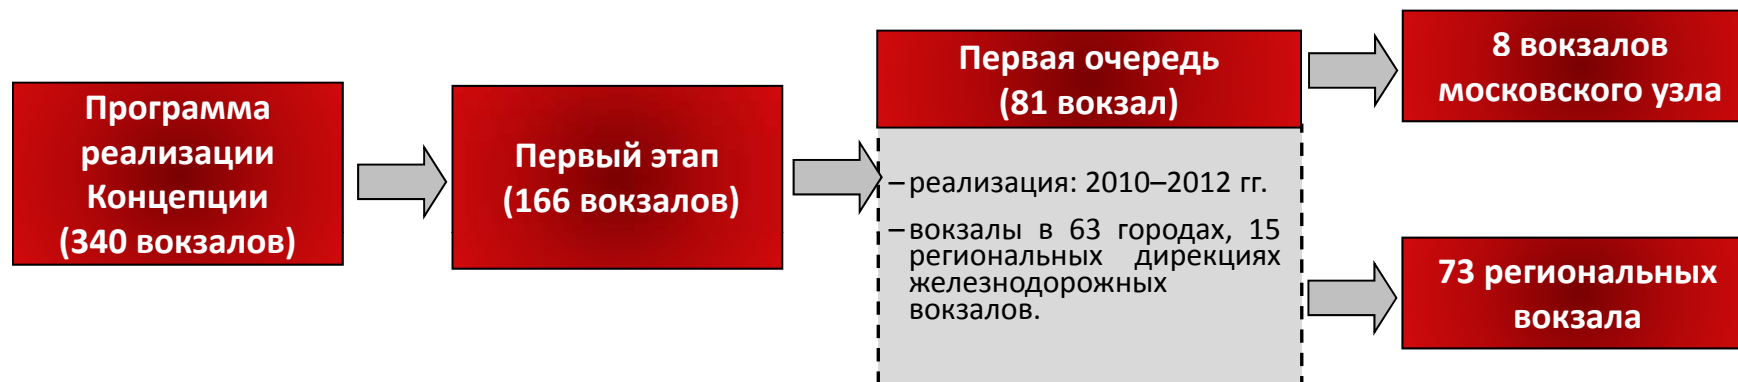 Программа
реализации
Концепции
(340 вокзалов)
Первый этап
(166 вокзалов)
Первая очередь
(81 вокзал)
–реализация: 2010–2012 гг.
–вокзалы в 63 городах, 15
региональных дирекциях
железнодорожных
вокзалов.
8 вокзалов
московского узла
73 региональных
вокзала